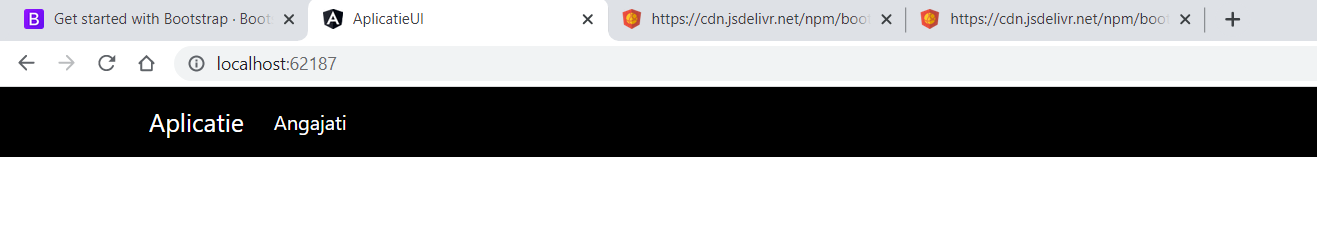 Get started with Bootstrap · Boots
AplicatieUI
https://cdn.jsdelivr.net/npm/boot
https://cdn.jsdelivr.net/npm/boot
localhost:62187
Aplicatie
Angajati